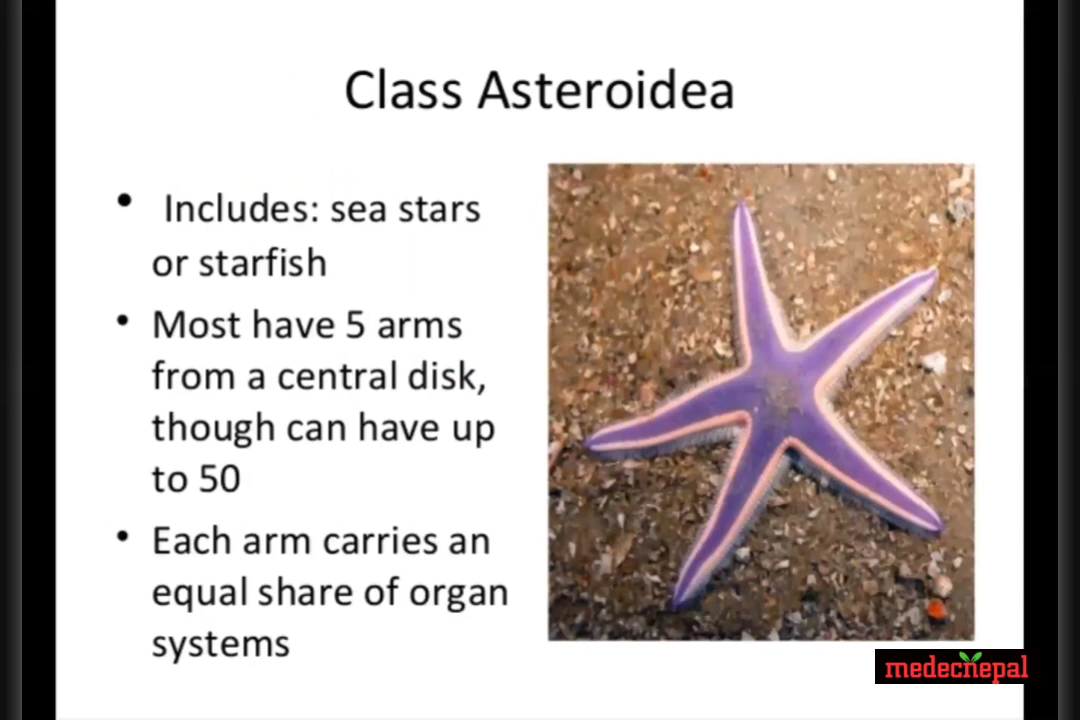 Class Asteroidea
• Includes: sea stars
or starfish
• Most have 5 arms
from a central disk,
though can have up
to 50
• Each arm carries an
equal share of organ
systems
medecnepal